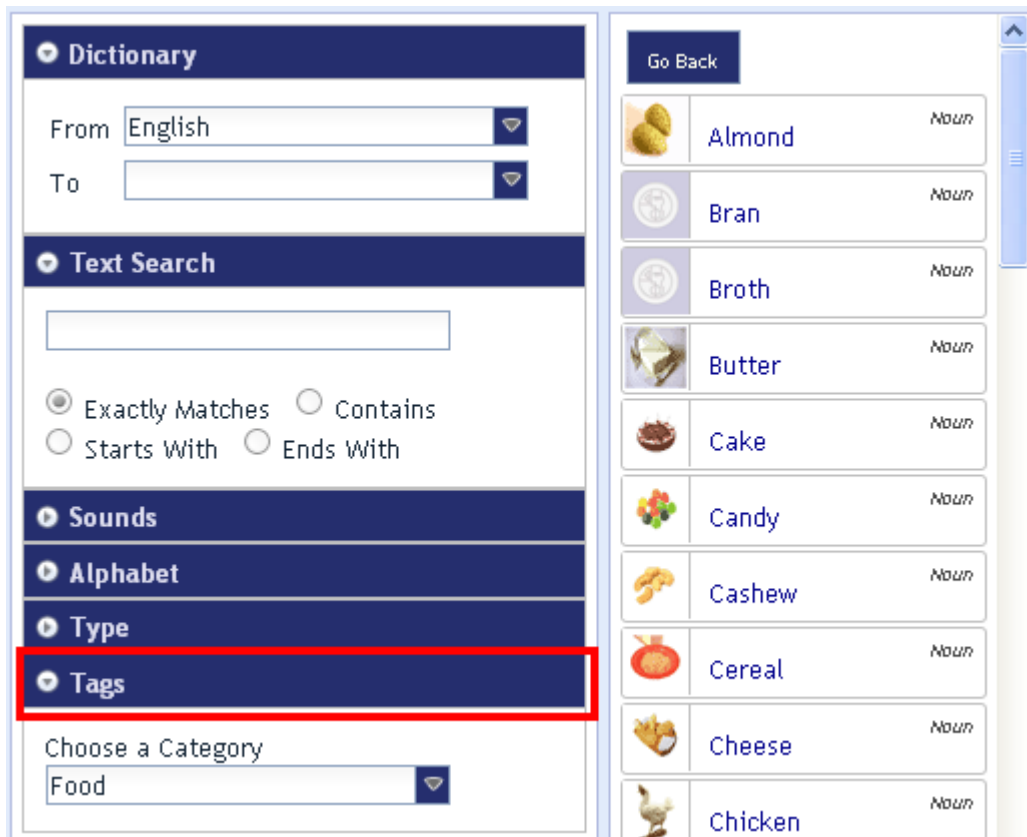 Dictionary
From English
To
Text Search
Exactly Matches Contains
Starts With Ends With
Sounds
Alphabet
Type
Tags
Choose a Category
Food
Go Back
Almond Noun
Bran Noun
Broth Noun
Butter Noun
Cake Noun
Candy Noun
Cashew Noun
Cereal Noun
Cheese Noun
Chicken Noun